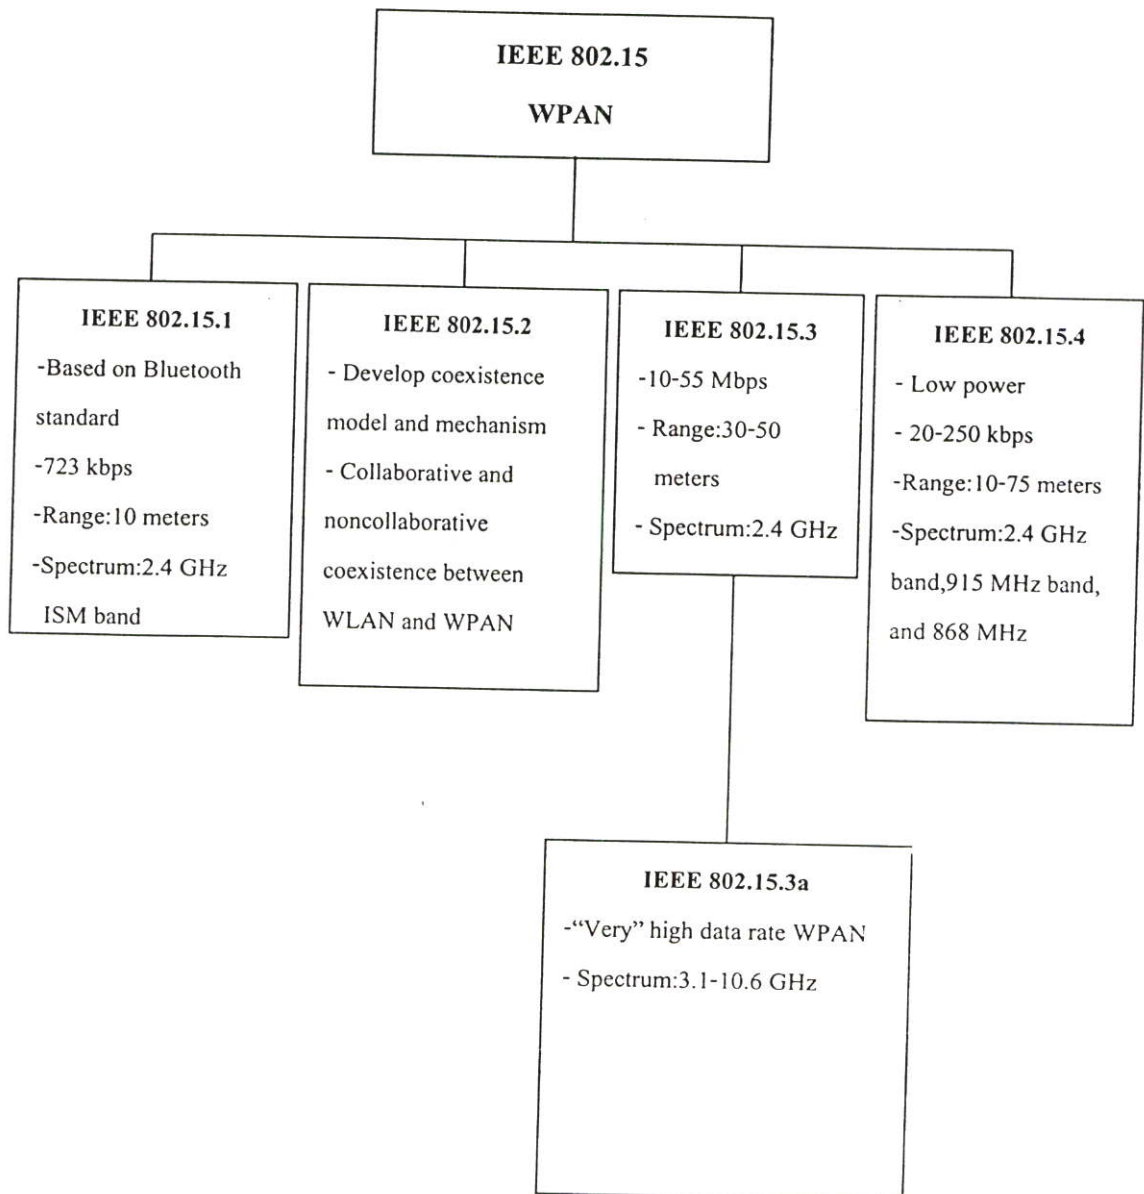 IEEE 802.15
WPAN
IEEE 802.15.1
-Based on Bluetooth
standard
-723 kbps
-Range:10 meters
-Spectrum:2.4 GHz
ISM band
IEEE 802.15.2
- Develop coexistence
model and mechanism
- Collaborative and
noncollaborative
coexistence between
WLAN and WPAN
IEEE 802.15.3
-10-55 Mbps
- Range:30-50
meters
- Spectrum:2.4 GHz
IEEE 802.15.4
- Low power
- 20-250 kbps
-Range:10-75 meters
-Spectrum:2.4 GHz
band,915 MHz band,
and 868 MHz
IEEE 802.15.3a
-“Very” high data rate WPAN
- Spectrum:3.1-10.6 GHz